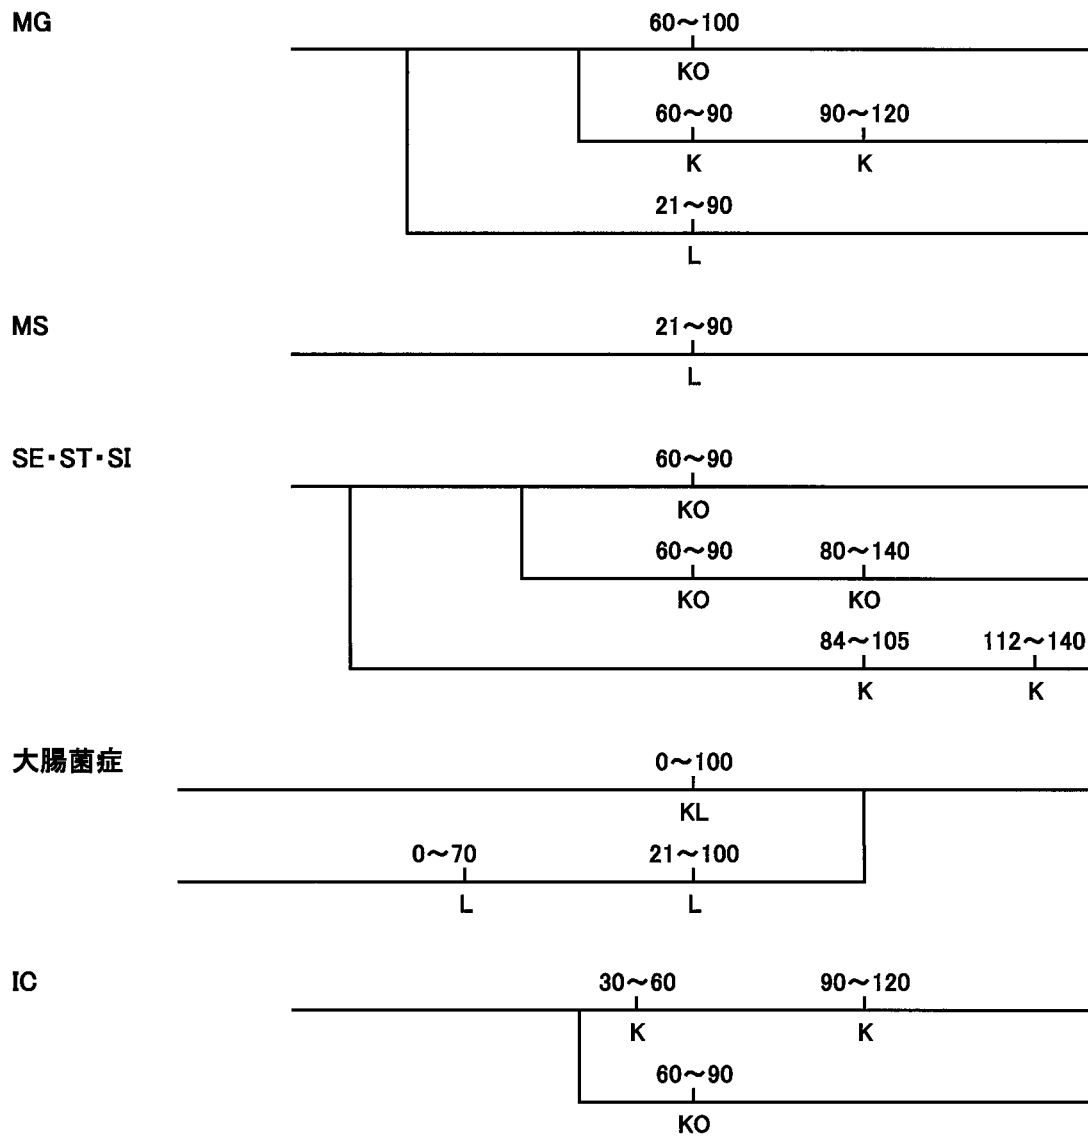 MG
60～100
KO
60～90 90～120
K K
21～90
L
MS
21～90
L
SE・ST・SI
60～90
KO
60～90 80～140
KO KO
84～105 112～140
K K
大腸菌症
0～100
KL
0～70 21～100
L L
IC
30～60 90～120
K K
60～90
KO